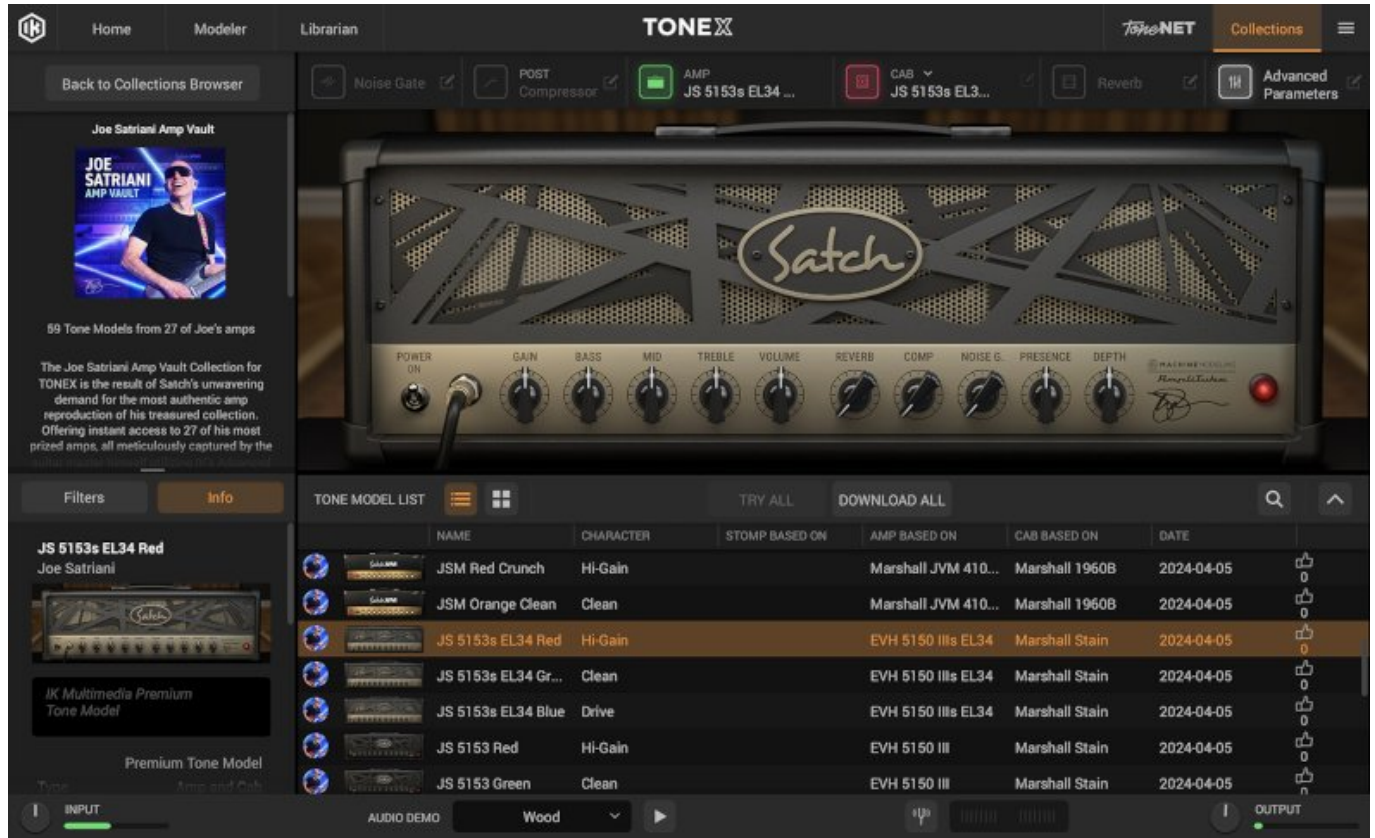 Home Modeler Librarian TONEX ToneNET Collections
Back to Collections Browser
Noise Gate
POST
Compressor
AMP
JS 5153s EL34 ...
CAB
JS 5153s EL3...
Reverb
Advanced
Parameters
Joe Satriani Amp Vault
JOE
SATRIANI
AMP VAULT
59 Tone Models from 27 of Joe's amps
The Joe Satriani Amp Vault Collection for
TONEX is the result of Satch's unwavering
demand for the most authentic amp
reproduction of his treasured collection.
Offering instant access to 27 of his most
prized amps, all meticulously captured by the
Satch
POWER
ON
GAIN BASS MID TREBLE VOLUME REVERB COMP NOISE G. PRESENCE DEPTH
MACHINE MODELING
AmpliTube
Filters Info
JS 5153s EL34 Red
Joe Satriani
Satch
IK Multimedia Premium
Tone Model
Premium Tone Model
Type Amp and Cab
TONE MODEL LIST TRY ALL DOWNLOAD ALL
NAME CHARACTER STOMP BASED ON AMP BASED ON CAB BASED ON DATE
JSM Red Crunch Hi-Gain Marshall JVM 410... Marshall 1960B 2024-04-05 0
JSM Orange Clean Clean Marshall JVM 410... Marshall 1960B 2024-04-05 0
JS 5153s EL34 Red Hi-Gain EVH 5150 IIIs EL34 Marshall Stain 2024-04-05 0
JS 5153s EL34 Gr... Clean EVH 5150 IIIs EL34 Marshall Stain 2024-04-05 0
JS 5153s EL34 Blue Drive EVH 5150 IIIs EL34 Marshall Stain 2024-04-05 0
JS 5153 Red Hi-Gain EVH 5150 III Marshall Stain 2024-04-05 0
JS 5153 Green Clean EVH 5150 III Marshall Stain 2024-04-05 0
INPUT AUDIO DEMO Wood OUTPUT